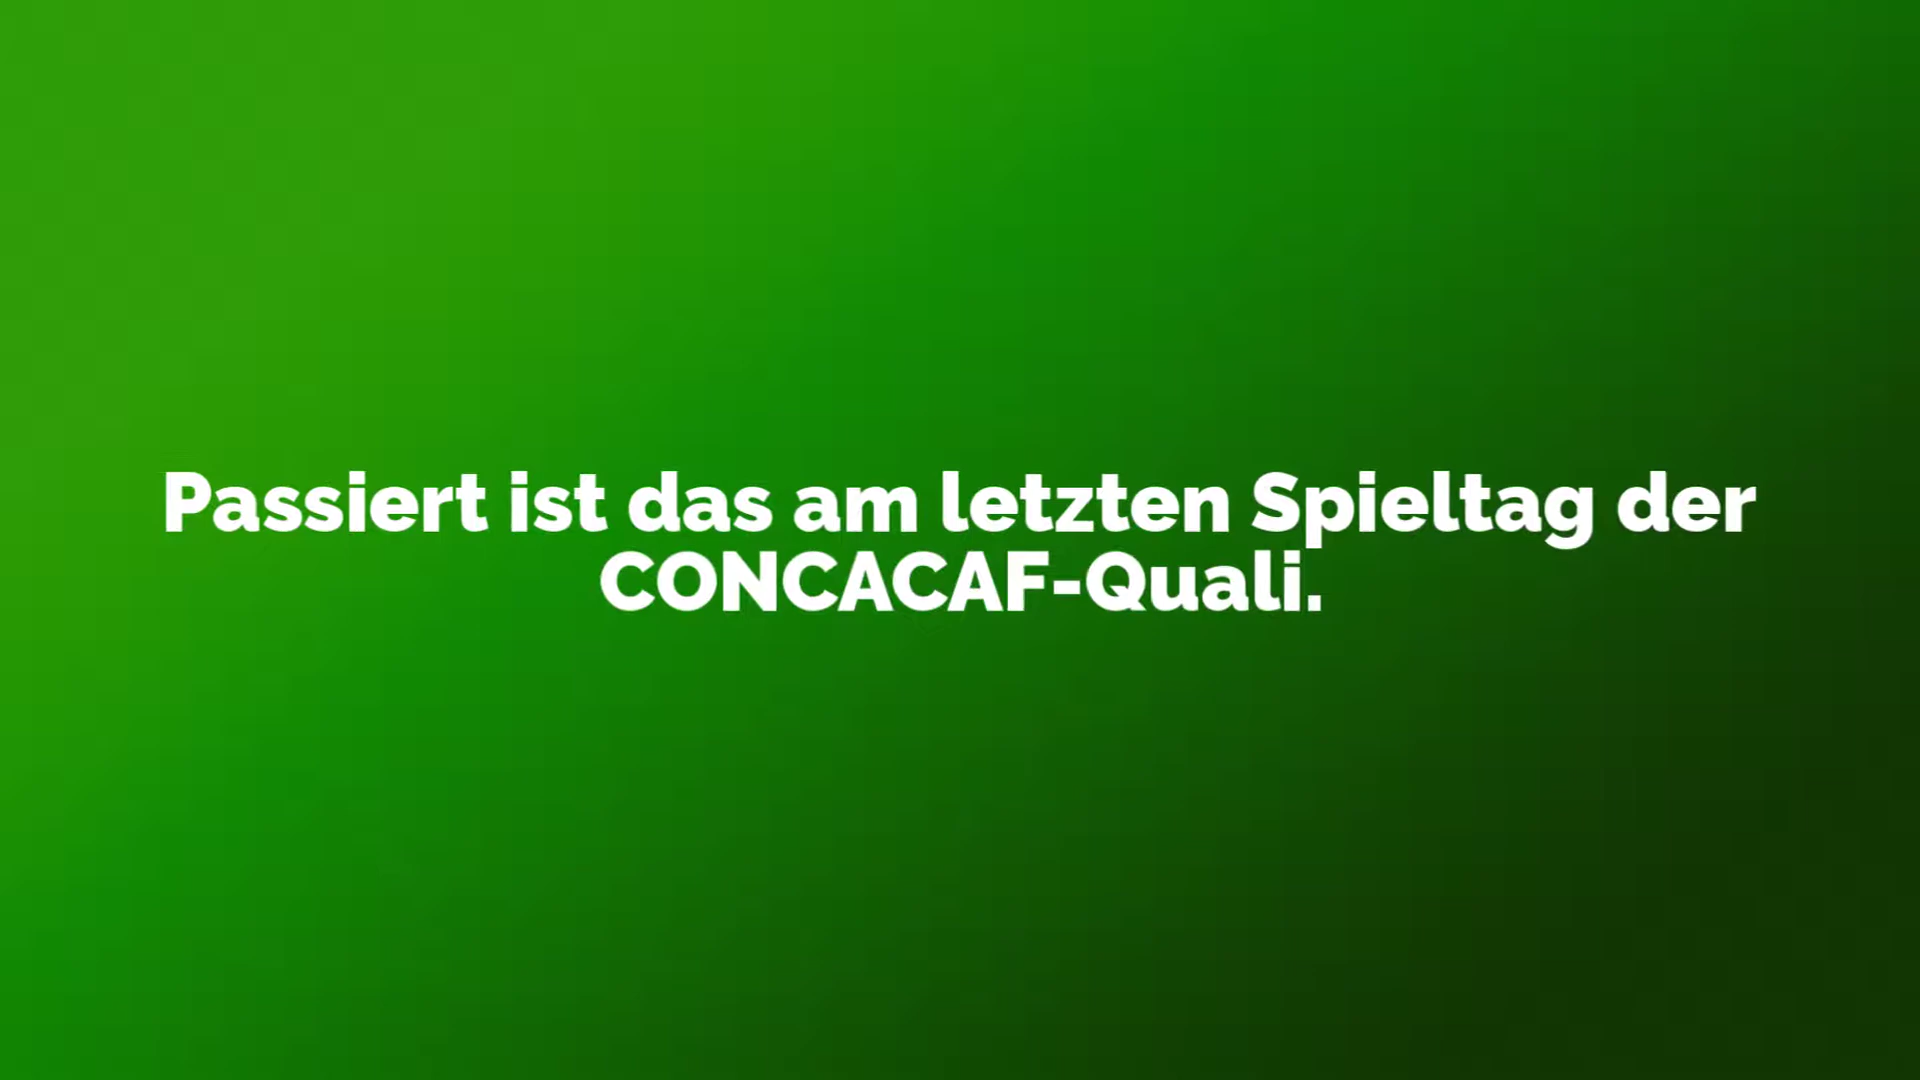 Passiert ist das am letzten Spieltag der
CONCACAF-Quali.